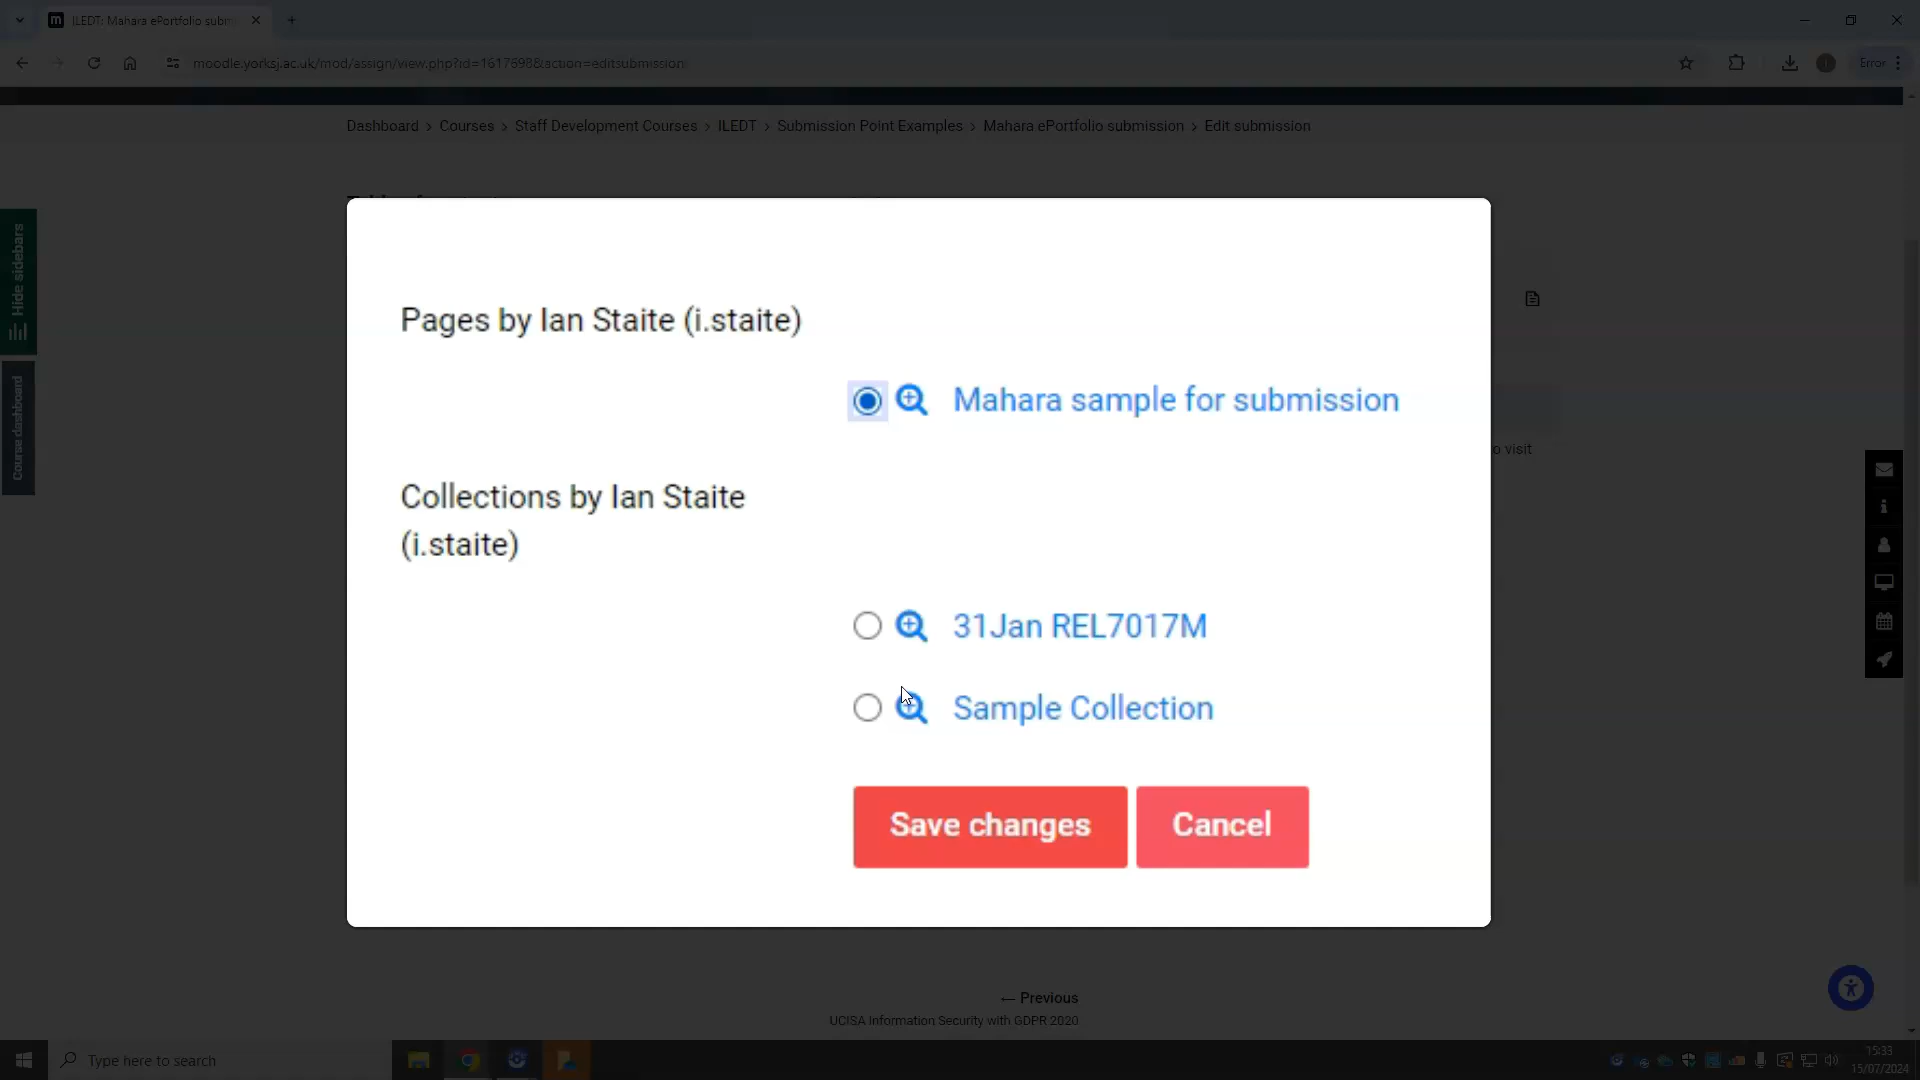 ILEDT: Mahara ePortfolio subm
moodle.yorksj.ac.uk/mod/assign/view.php?id=1617698&action=editsubmission
Error
Dashboard > Courses > Staff Development Courses > ILEDT > Submission Point Examples > Mahara ePortfolio submission > Edit submission
Hide sidebars
Course dashboard
Pages by Ian Staite (i.staite)
Mahara sample for submission
o visit
Collections by Ian Staite
(i.staite)
31Jan REL7017M
Sample Collection
Save changes
Cancel
← Previous
UCISA Information Security with GDPR 2020
Type here to search
15:33
15/07/2024